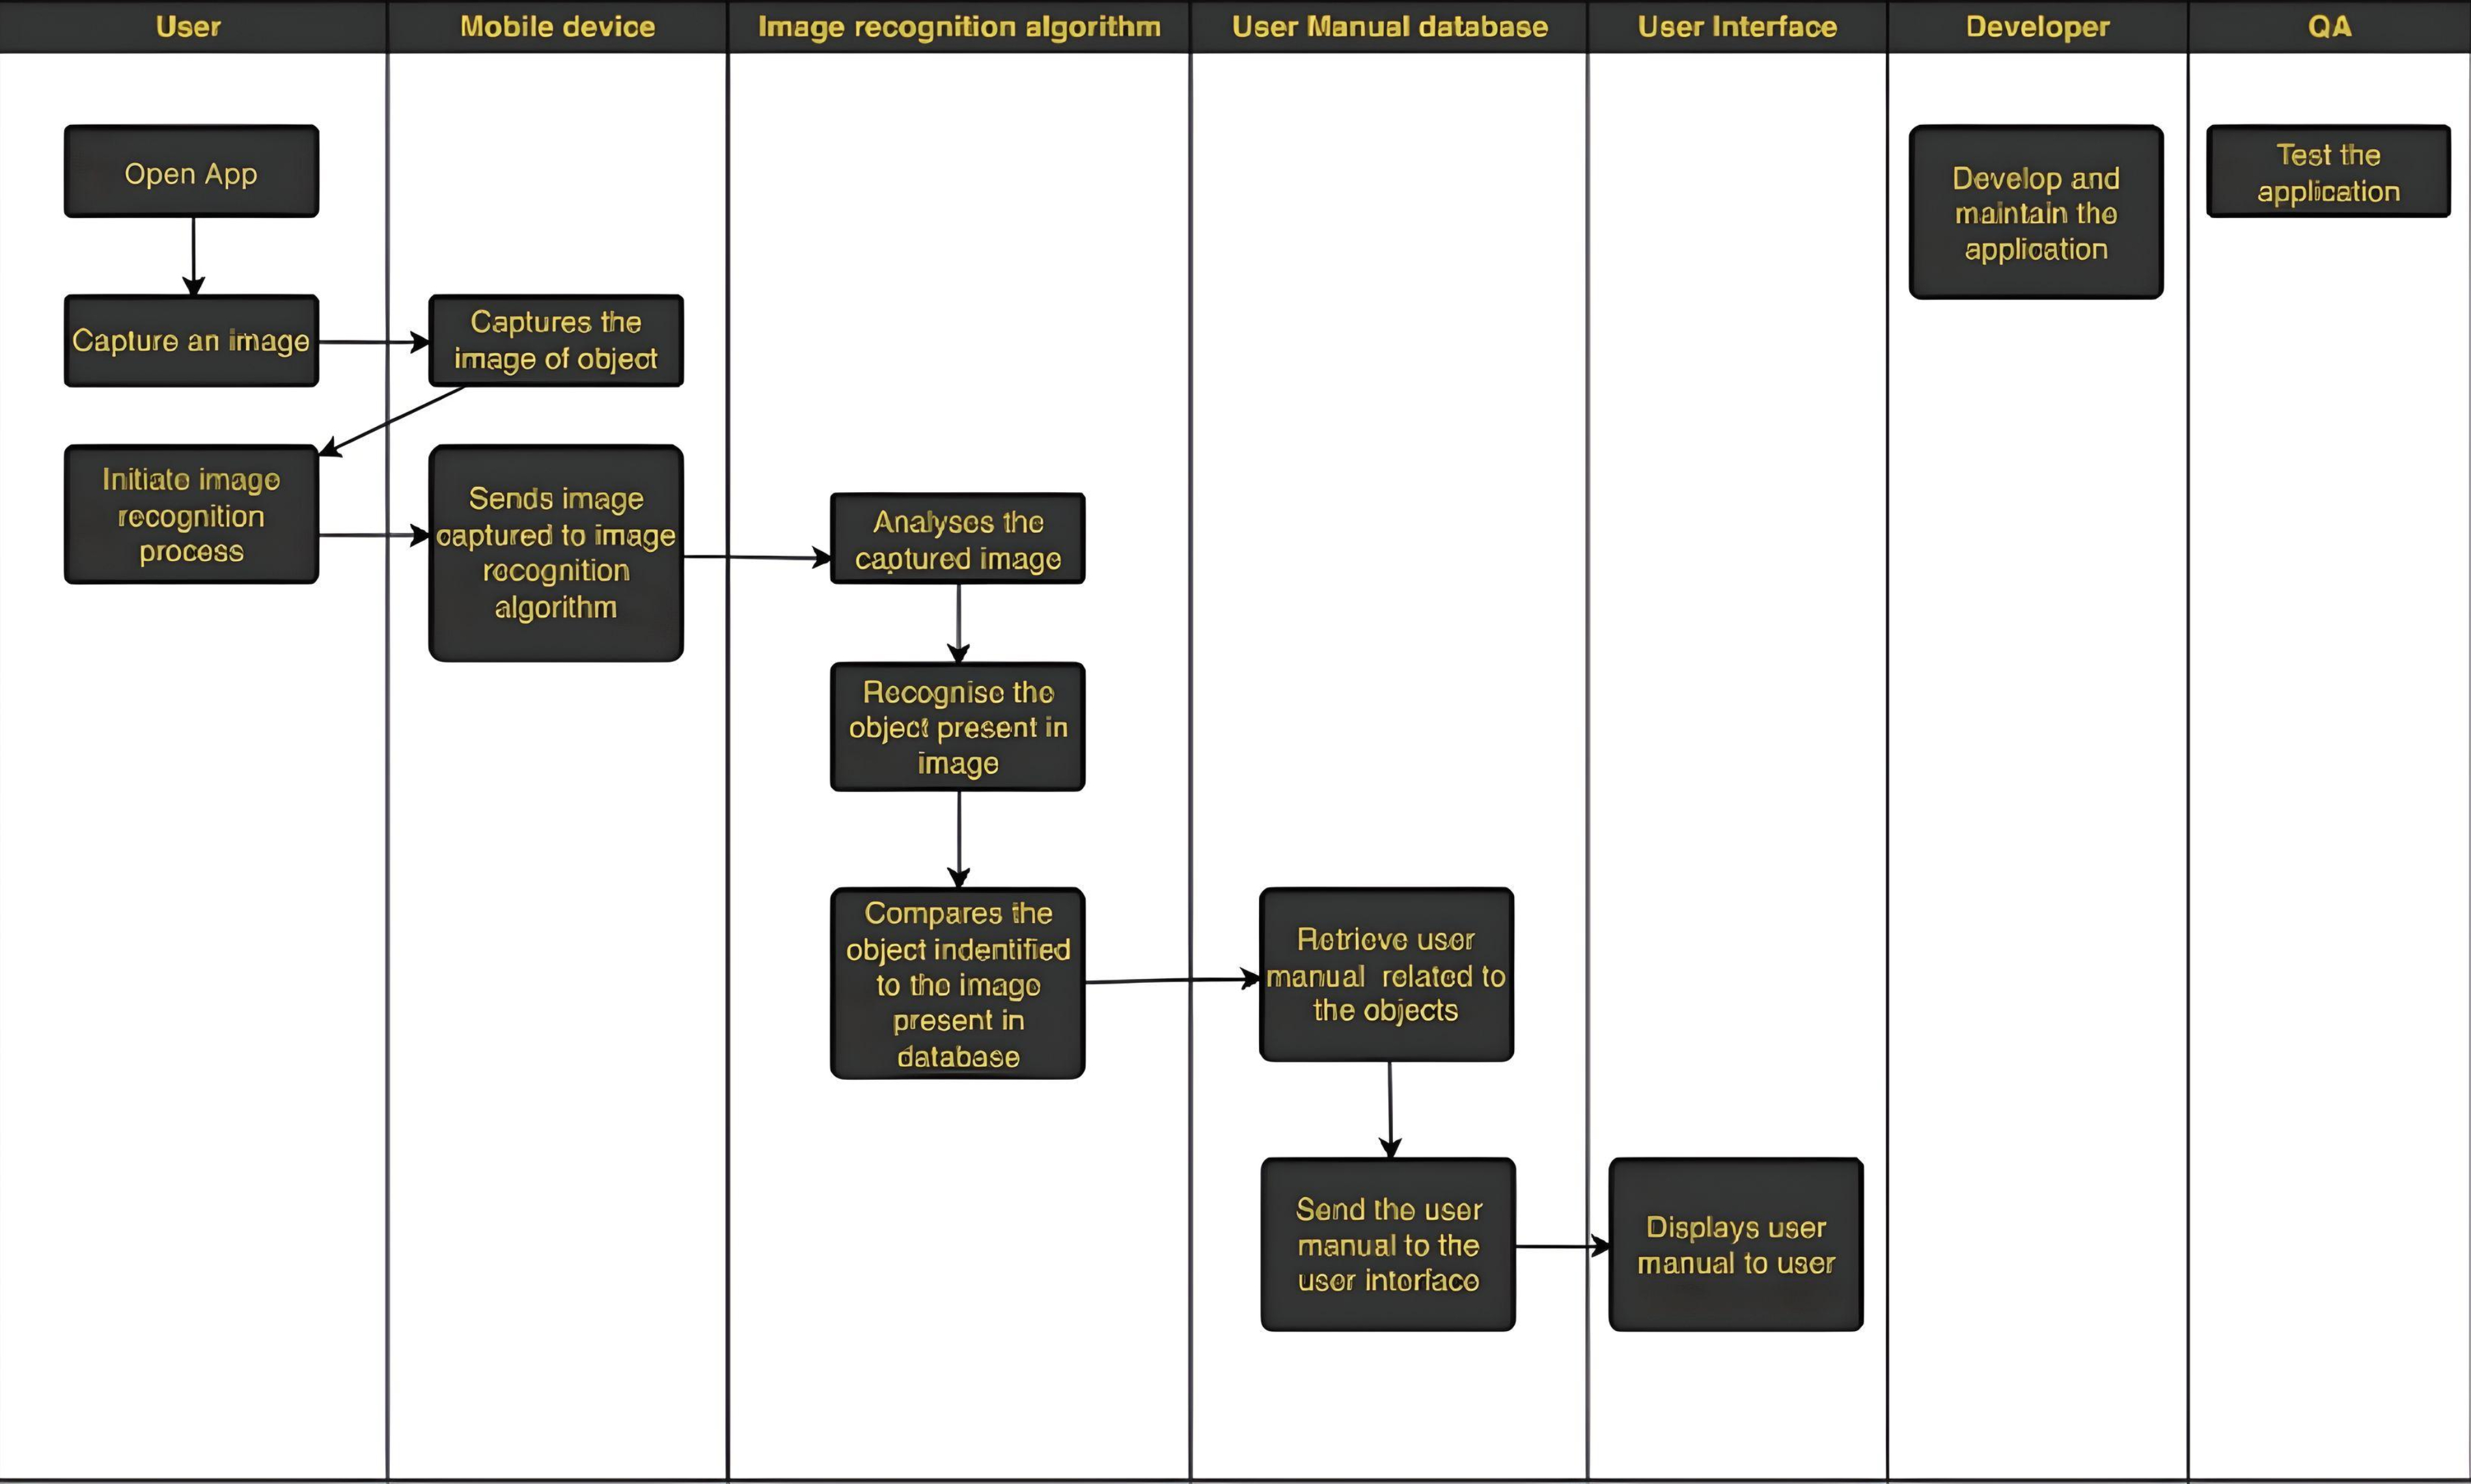 User
Mobile device
Image recognition algorithm
User Manual database
User Interface
Developer
QA
Open App
Capture an image
Initiate image
recognition
process
Captures the
image of object
Sends image
captured to image
recognition
algorithm
Analyses the
captured image
Recognise the
object present in
image
Compares the
object indentified
to the image
present in
database
Retrieve user
manual  related to
the objects
Send the user
manual to the
user interface
Displays user
manual to user
Develop and
maintain the
application
Test the
application